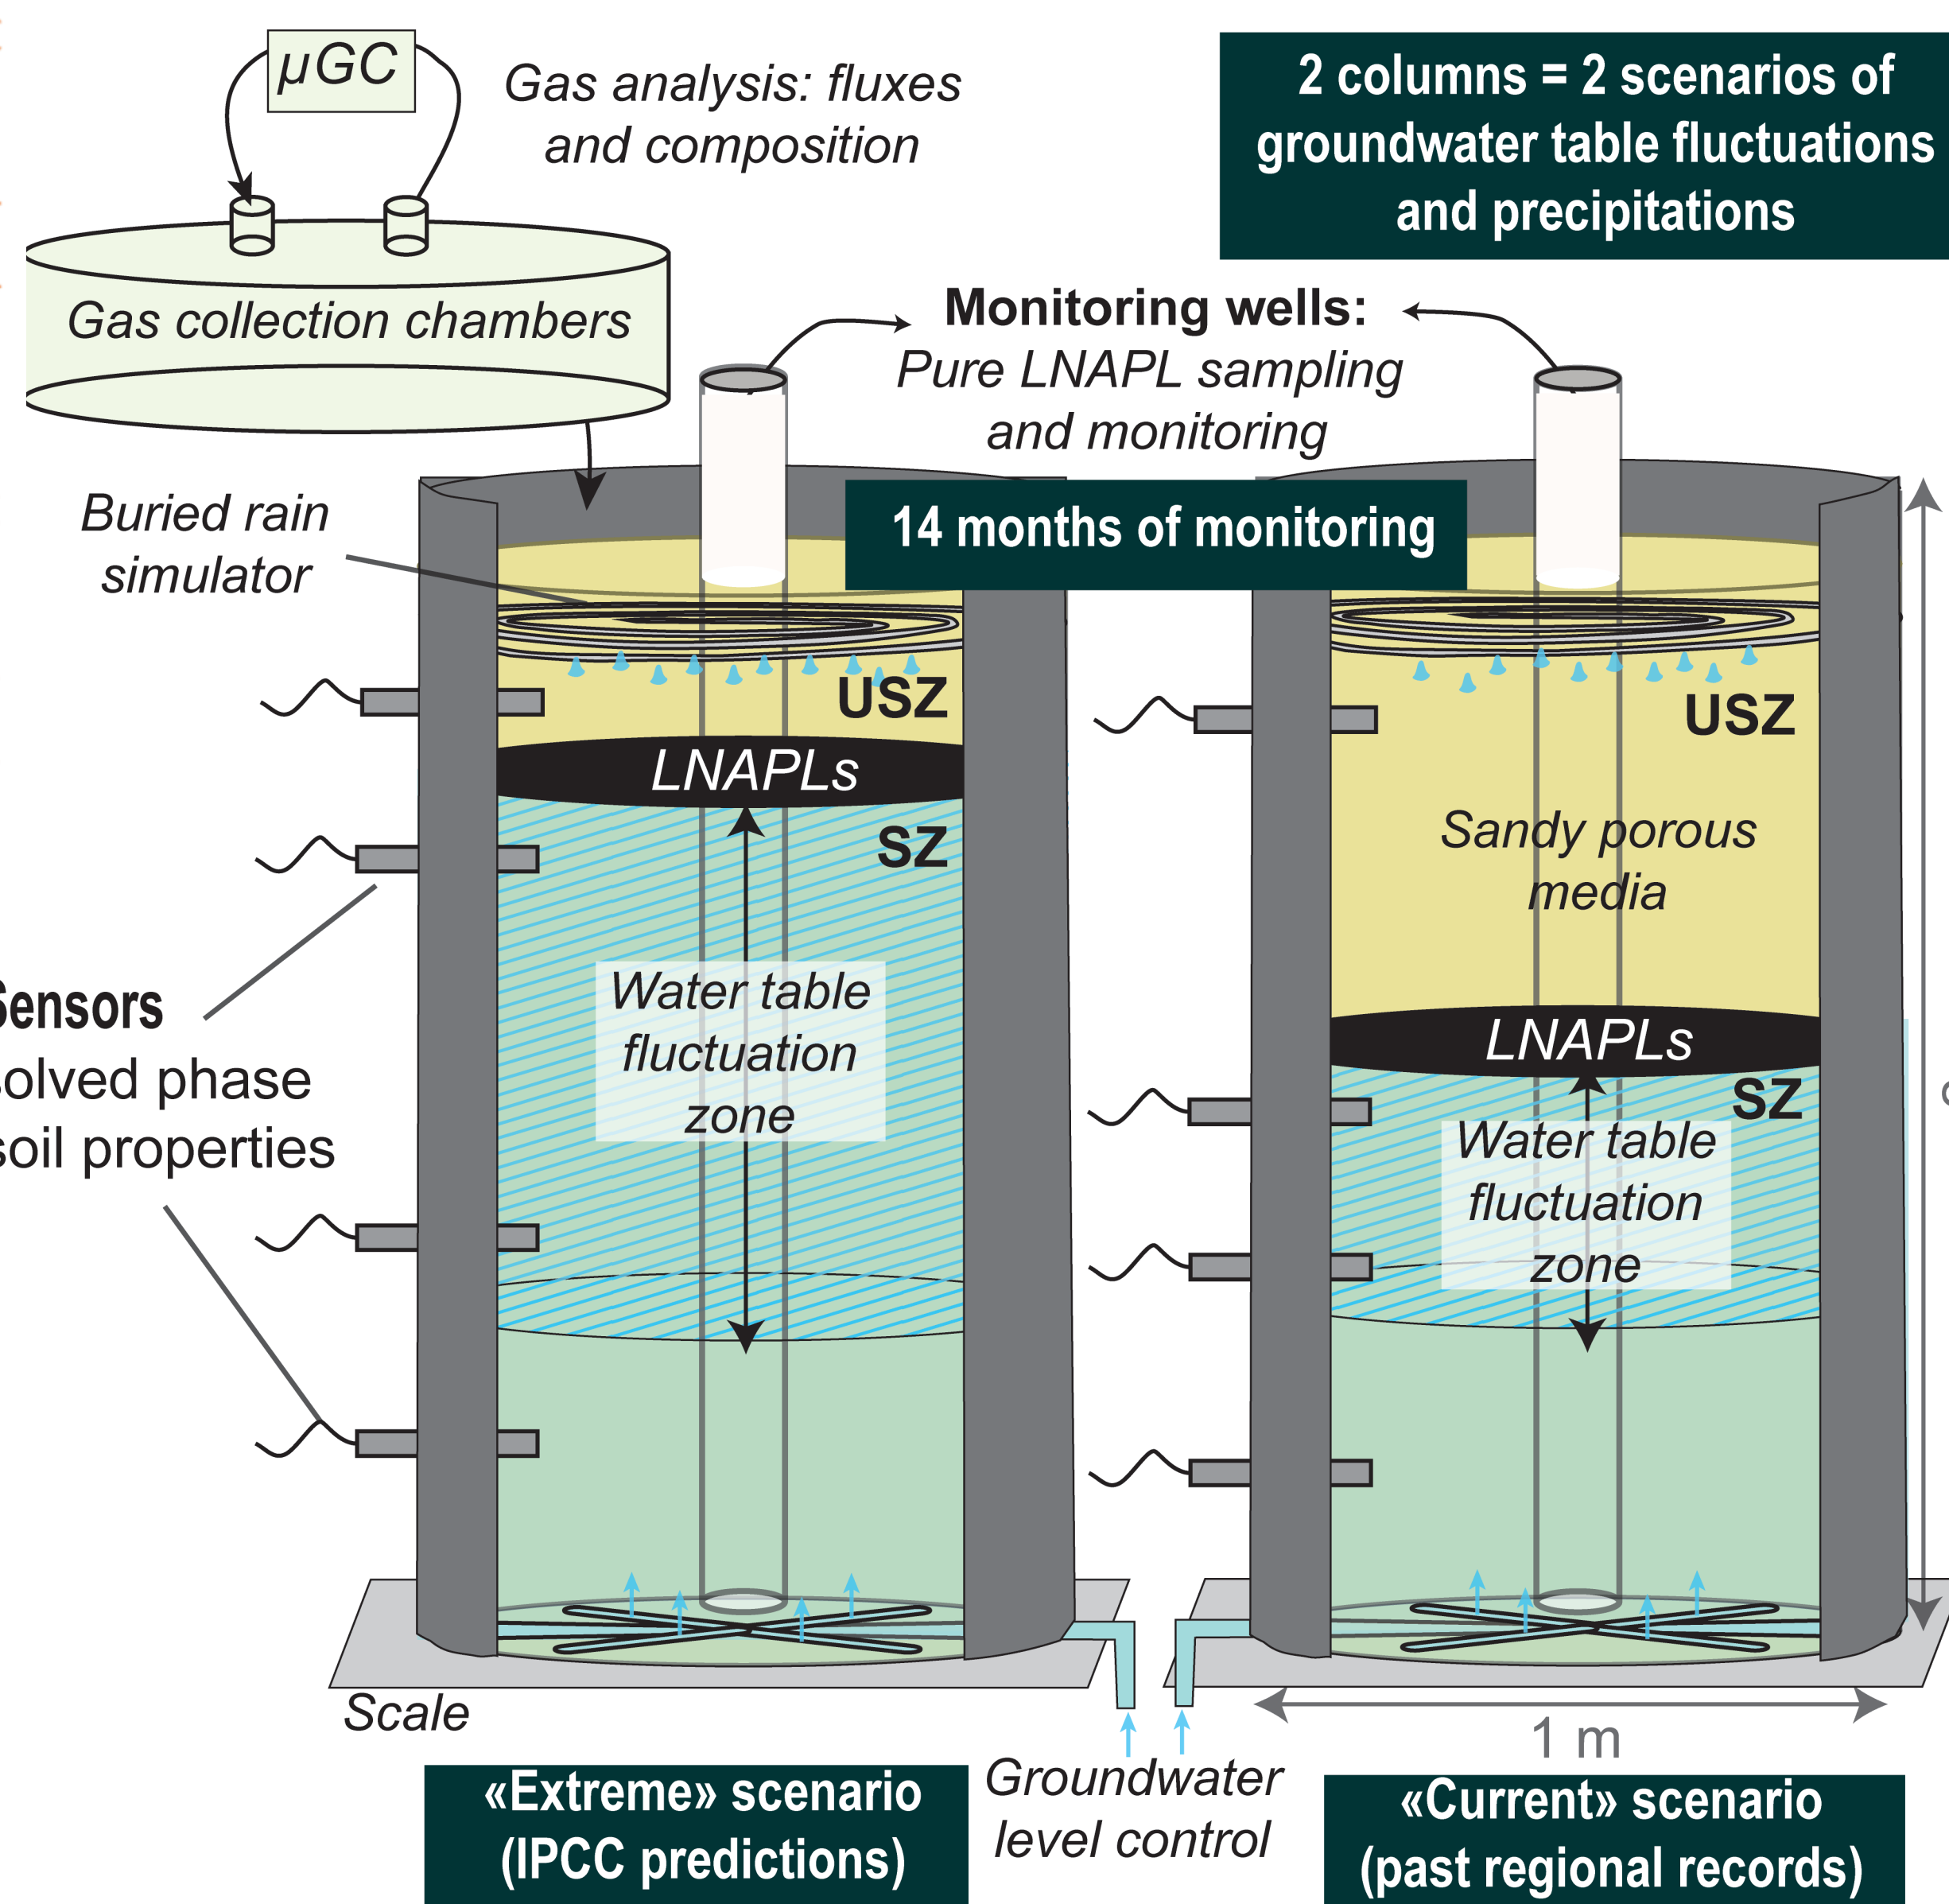 µGC
Gas analysis: fluxes
and composition
2 columns = 2 scenarios of
groundwater table fluctuations
and precipitations
Gas collection chambers
Monitoring wells:
Pure LNAPL sampling
and monitoring
Buried rain
simulator
14 months of monitoring
USZ
LNAPLs
SZ
Water table
fluctuation
zone
USZ
Sandy porous
media
LNAPLs
SZ
Water table
fluctuation
zone
Sensors
solved phase
soil properties
Scale
1 m
Groundwater
level control
«Extreme» scenario
(IPCC predictions)
«Current» scenario
(past regional records)